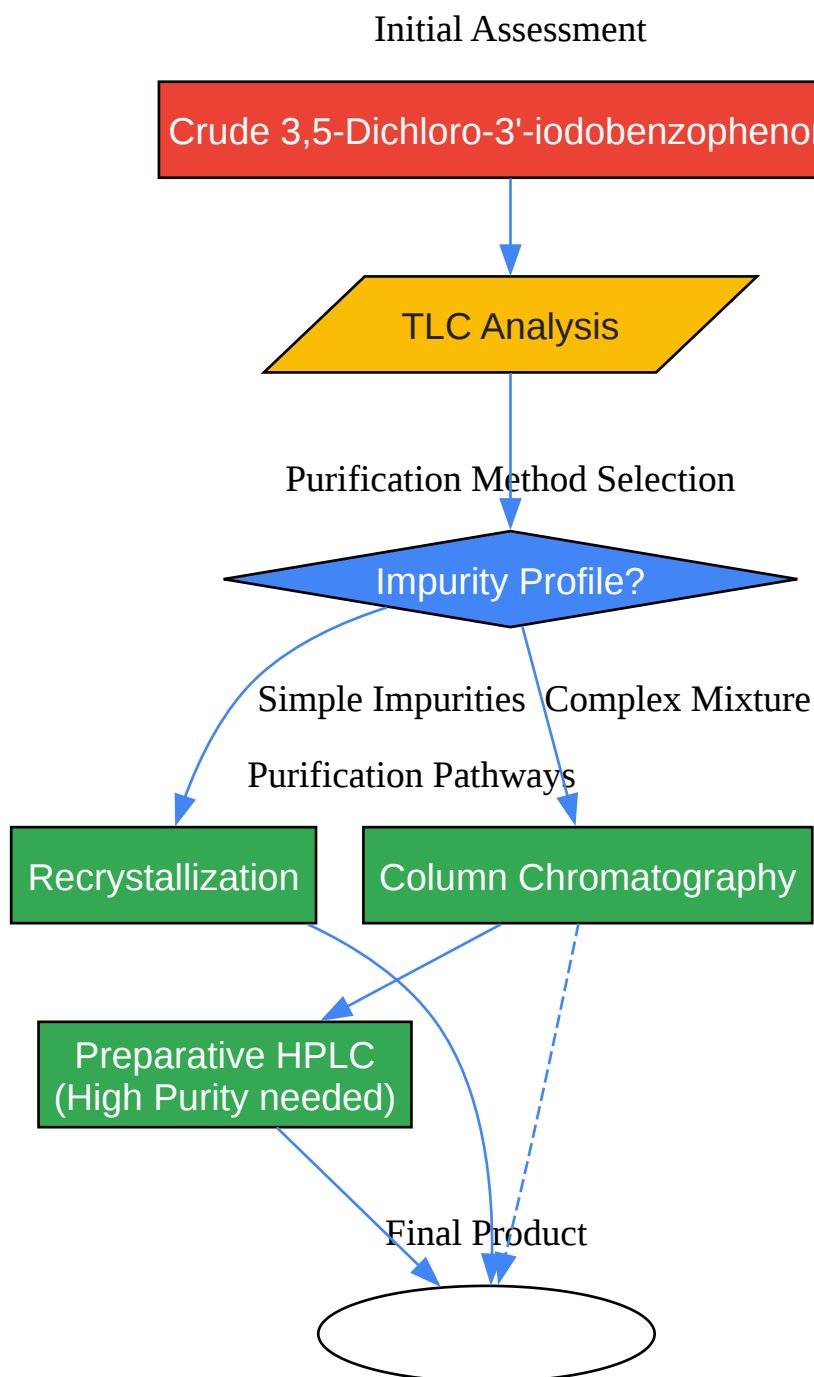 Initial Assessment
Crude 3,5-Dichloro-3'-iodobenzophenon
TLC Analysis
Purification Method Selection
Impurity Profile?
Simple Impurities
Complex Mixture
Purification Pathways
Recrystallization
Column Chromatography
Preparative HPLC
(High Purity needed)
Final Product